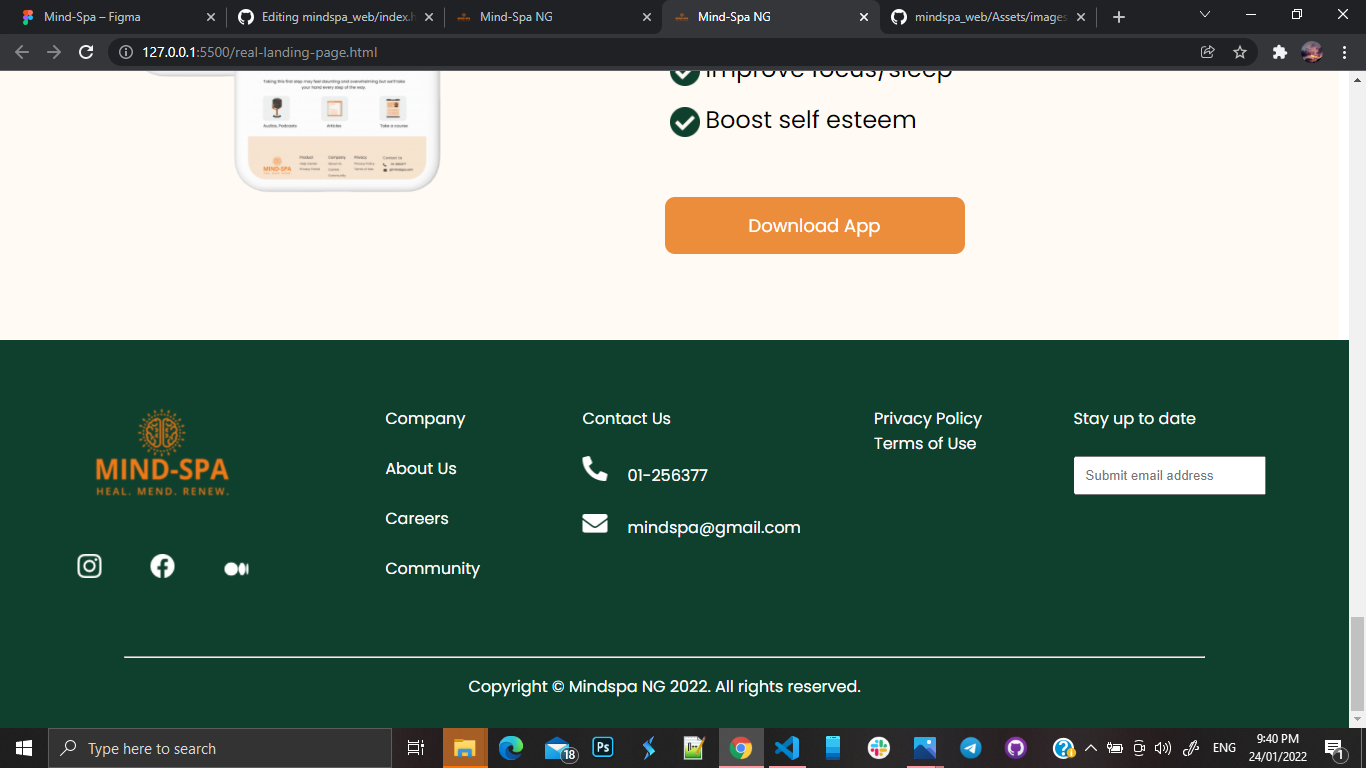 Mind-Spa – Figma
Editing mindspa_web/index.h
Mind-Spa NG
Mind-Spa NG
mindspa_web/Assets/images
127.0.0.1:5500/real-landing-page.html
Taking this first step may feel daunting and overwhelming but we'll take
your hand every step of the way.
Audios, Podcasts
Articles
Take a course
MIND-SPA
Product
Company
Privacy
Contact Us
Improve focus/sleep
Boost self esteem
Download App
MIND-SPA
HEAL. MEND. RENEW.
Company
About Us
Careers
Community
Contact Us
01-256377
mindspa@gmail.com
Privacy Policy
Terms of Use
Stay up to date
Submit email address
Copyright © Mindspa NG 2022. All rights reserved.
Type here to search
18
Ps
ENG
9:40 PM
24/01/2022
1